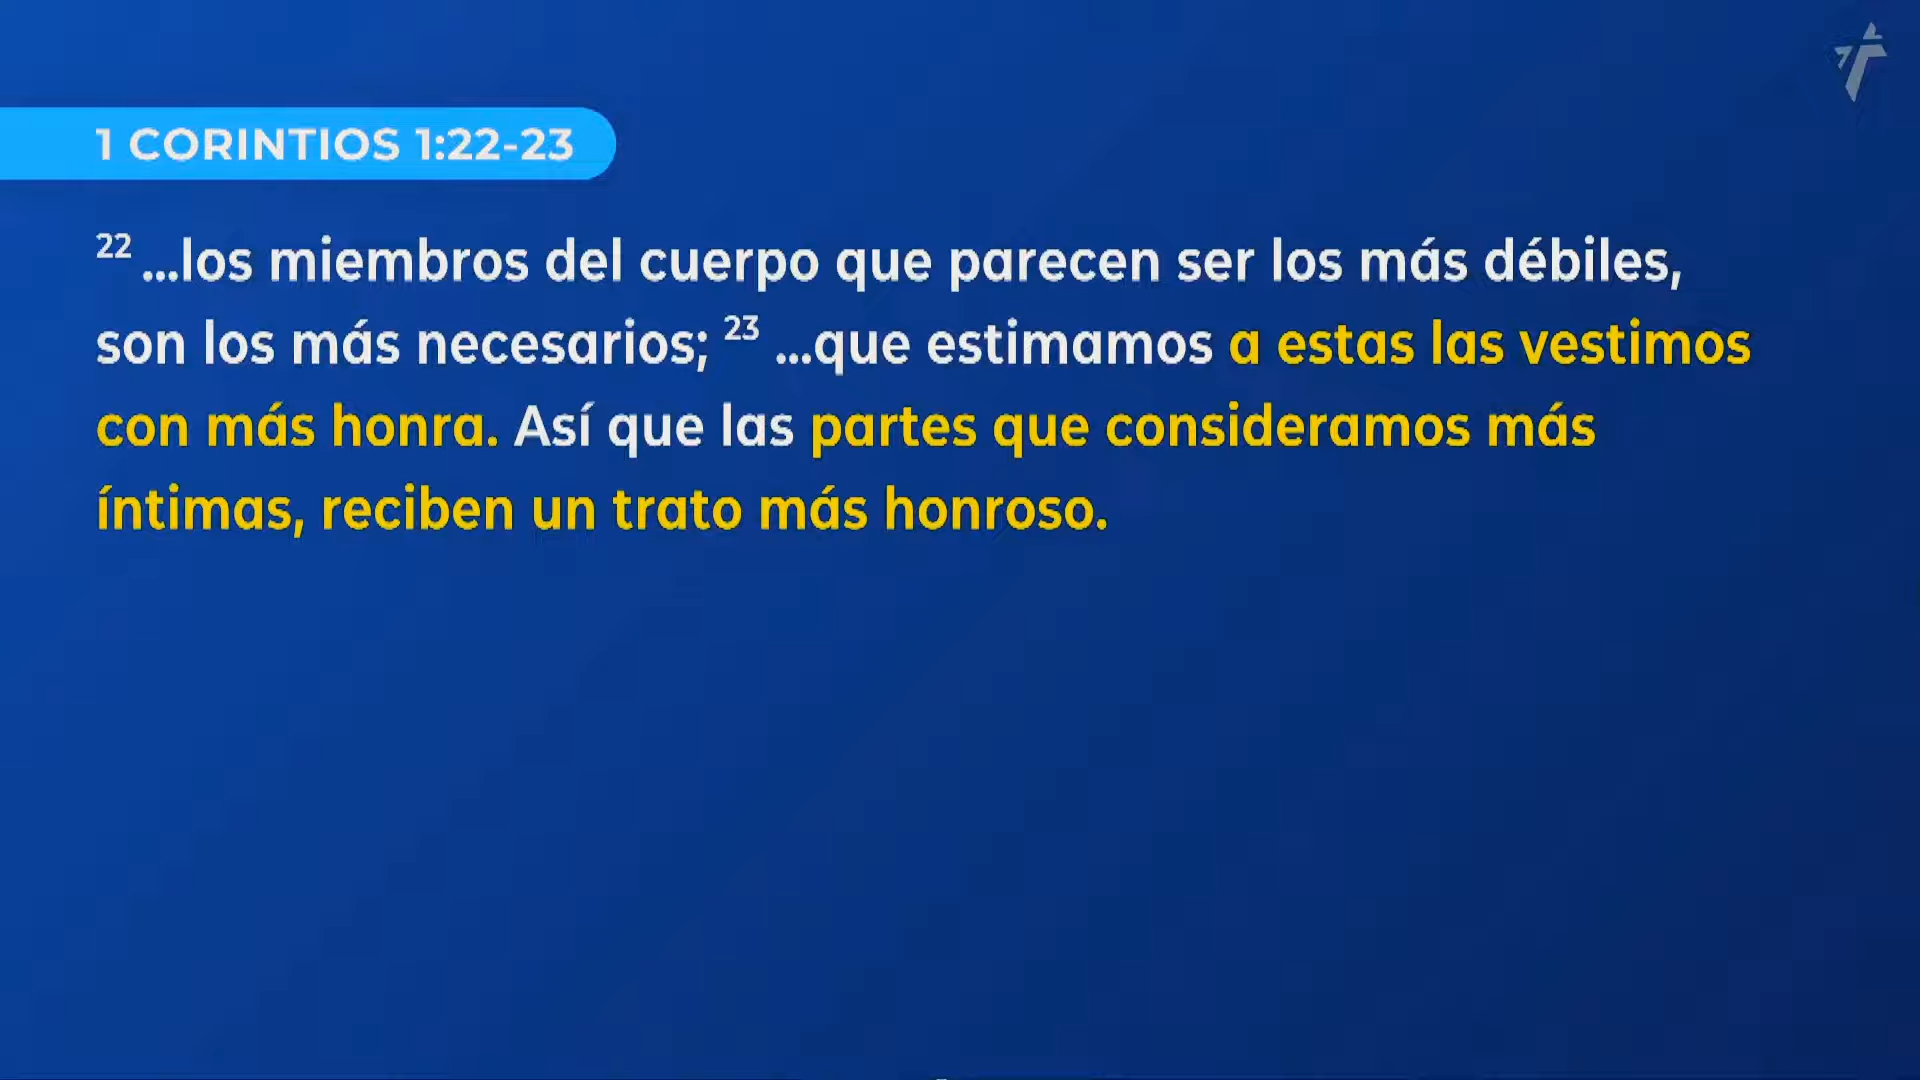 1 CORINTIOS 1:22-23
22 ...los miembros del cuerpo que parecen ser los más débiles,
son los más necesarios; 23 ...que estimamos a estas las vestimos
con más honra. Así que las partes que consideramos más
íntimas, reciben un trato más honroso.